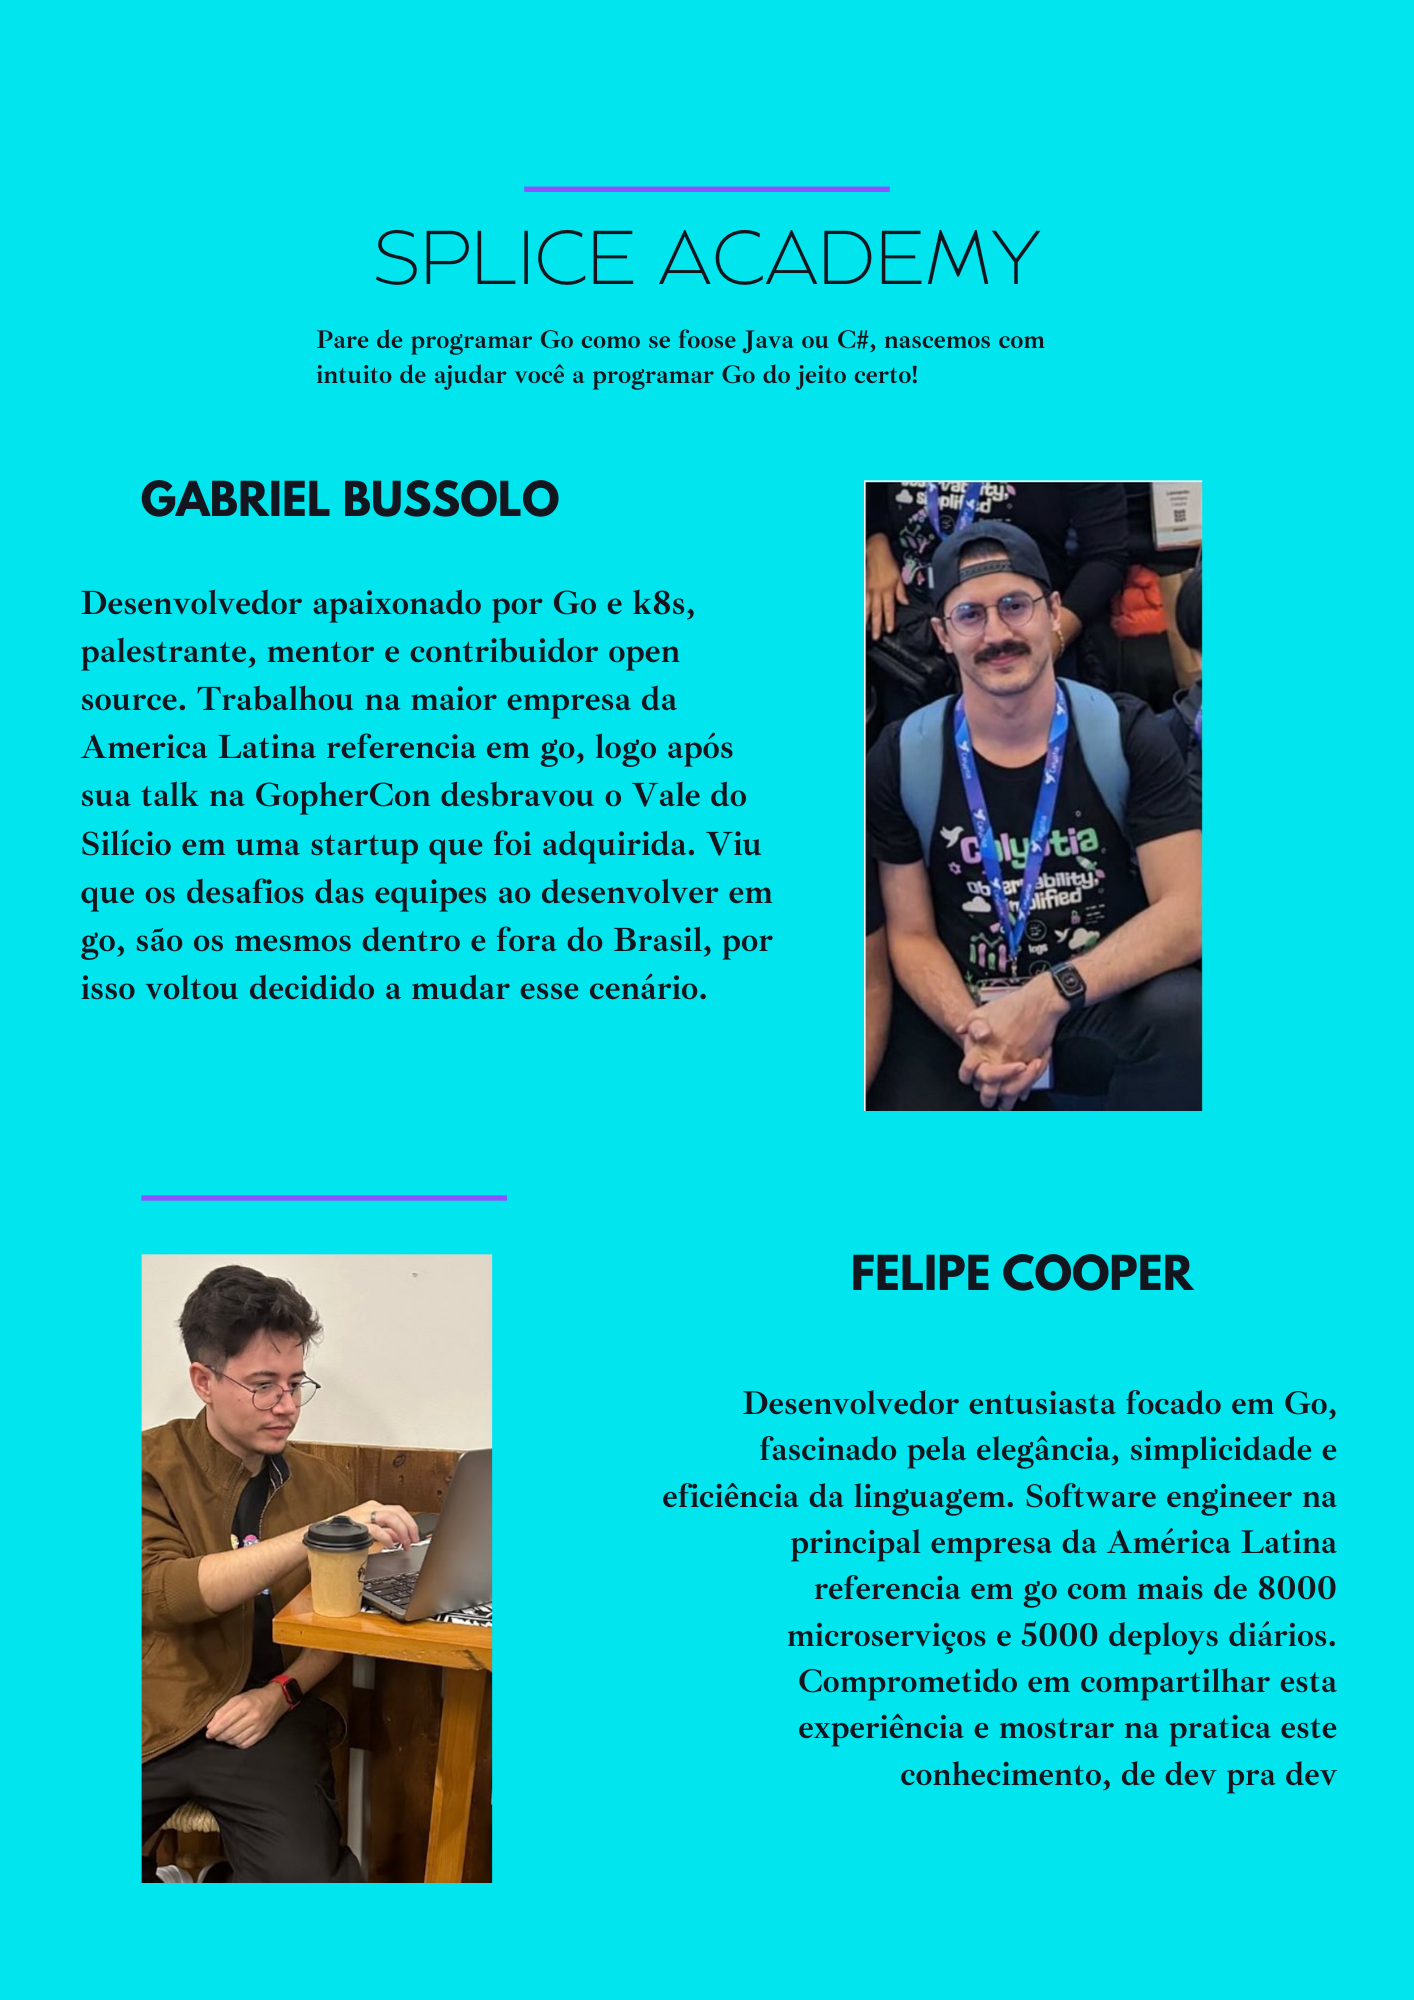 SPLICE ACADEMY
Pare de programar Go como se foose Java ou C#, nascemos com
intuito de ajudar você a programar Go do jeito certo!
GABRIEL BUSSOLO
Desenvolvedor apaixonado por Go e k8s,
palestrante, mentor e contribuidor open
source. Trabalhou na maior empresa da
America Latina referencia em go, logo após
sua talk na GopherCon desbravou o Vale do
Silício em uma startup que foi adquirida. Viu
que os desafios das equipes ao desenvolver em
go, são os mesmos dentro e fora do Brasil, por
isso voltou decidido a mudar esse cenário.
simplified
logs
FELIPE COOPER
Desenvolvedor entusiasta focado em Go,
fascinado pela elegância, simplicidade e
eficiência da linguagem. Software engineer na
principal empresa da América Latina
referencia em go com mais de 8000
microserviços e 5000 deploys diários.
Comprometido em compartilhar esta
experiência e mostrar na pratica este
conhecimento, de dev pra dev